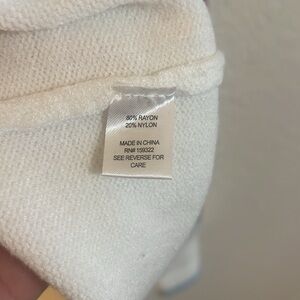 80% RAYON
20% NYLON
MADE IN CHINA
RN# 159322
SEE REVERSE FOR
CARE